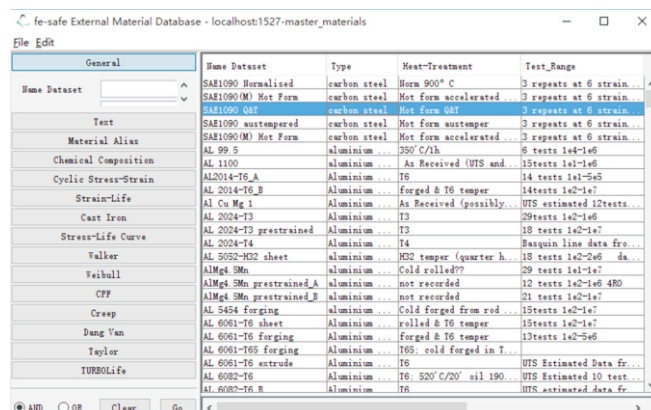 fe-safe External Material Database - localhost:1527-master_materials
File Edit
General
Name Dataset
Text
Material Alias
Chemical Composition
Cyclic Stress-Strain
Strain-Life
Cast Iron
Stress-Life Curve
Walker
Weibull
CPF
Creep
Dang Van
Taylor
TURBOLife
AND OR Clear Go
Name Dataset Type Heat-Treatment Test_Range
SAE1090 Normalised carbon steel Norm 900° C 3 repeats at 6 strain...
SAE1090(M) Hot Form carbon steel Hot form accelerated ... 3 repeats at 6 strain...
SAE1090 Q&T carbon steel Hot form Q&T 3 repeats at 6 strain...
SAE1090 austempered carbon steel Hot form austemper 3 repeats at 6 strain...
SAE1090(M) Hot Form carbon steel Hot form accelerated ... 3 repeats at 6 strain...
AL 99.5 aluminium ... 350°C/1h 6 tests 1e4-1e6
AL 1100 aluminium ... As Received (UTS and... 15tests 1e1-1e6
AL2014-T6_A Aluminium ... T6 14 tests 1e1-5e5
AL 2014-T6_B Aluminium ... forged & T6 temper 14tests 1e2-1e7
Al Cu Mg 1 Aluminium ... As Received (possibly... UTS estimated 12tests...
AL 2024-T3 Aluminium ... T3 29tests 1e2-1e6
AL 2024-T3 prestrained Aluminium ... T3 18 tests 1e2-1e7
AL 2024-T4 Aluminium ... T4 Basquin line data fro...
AL 5052-H32 sheet Aluminium ... H32 temper (quarter h... 18 tests 1e2-2e6 da...
AlMg4.5Mn aluminium ... Cold rolled?? 29 tests 1e1-1e7
AlMg4.5Mn prestrained_A aluminium ... not recorded 12 tests 1e2-1e6 4R0
AlMg4.5Mn prestrained_B aluminium ... not recorded 21 tests 1e2-1e7
AL 5454 forging Aluminium ... Cold forged from rod ... 15tests 1e2-1e7
AL 6061-T6 sheet Aluminium ... rolled & T6 temper 15tests 1e2-1e7
AL 6061-T6 forging Aluminium ... forged & T6 temper 13tests 1e2-5e6
AL 6061-T65 forging Aluminium ... T65: cold forged in T...
AL 6061-T6 extrude Aluminium ... T6 UTS Estimated Data fr...
AL 6082-T6 Aluminium ... T6: 520°C/20' oil 190... UTS Estimated 10 test...
AL 6082-T6_B Aluminium ... T6 UTS estimated data fr...